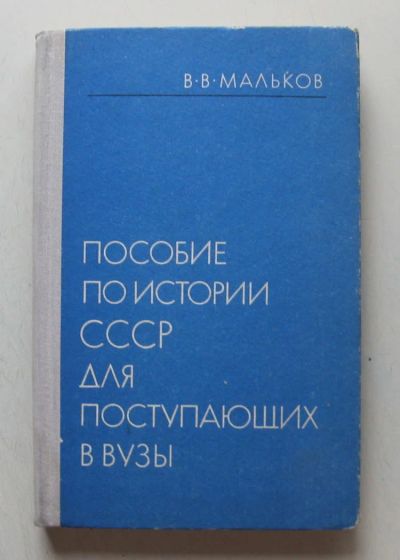 В·В·МАЛЬКОВ
ПОСОБИЕ
ПО ИСТОРИИ
СССР
ДЛЯ
ПОСТУПАЮЩИХ
В ВУЗЫ